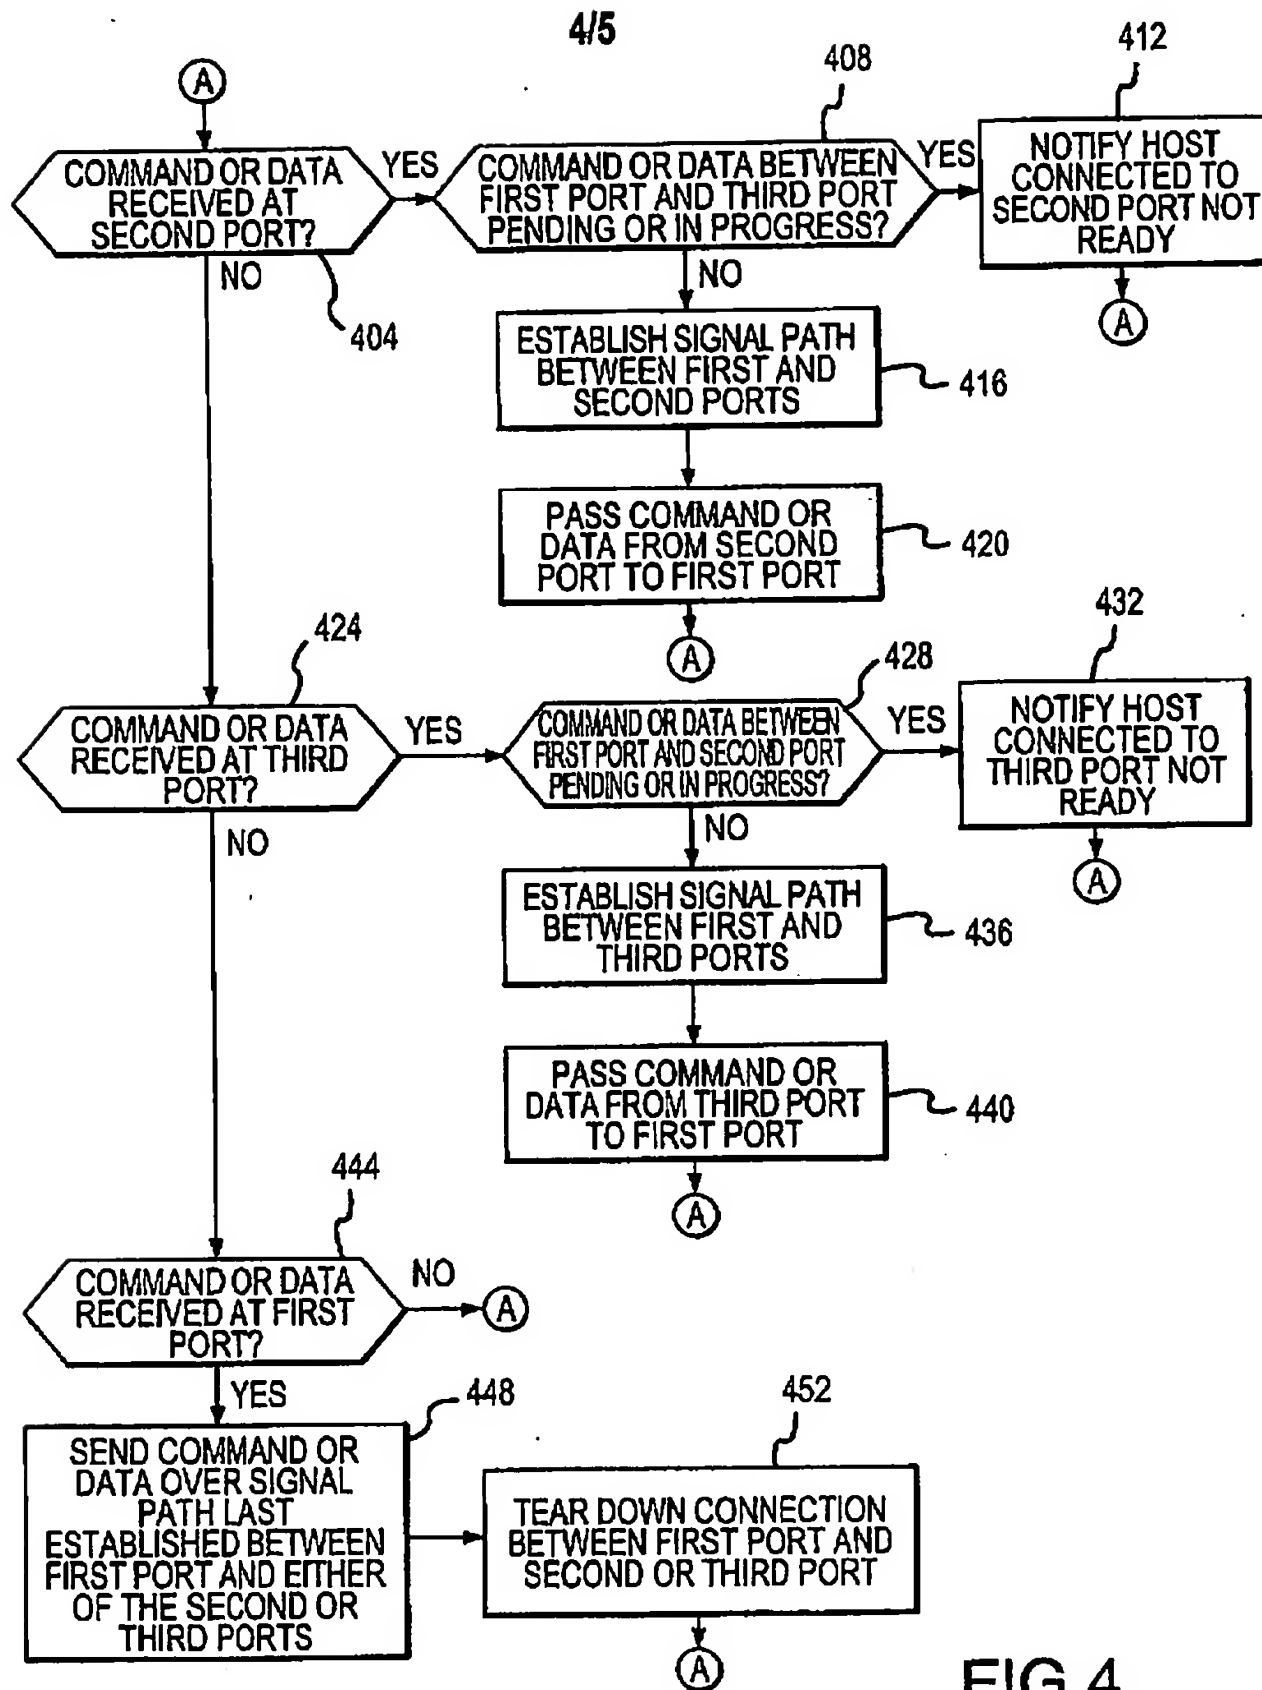 4/5
A
408
412
COMMAND OR DATA
RECEIVED AT
SECOND PORT?
YES
COMMAND OR DATA BETWEEN
FIRST PORT AND THIRD PORT
PENDING OR IN PROGRESS?
YES
NOTIFY HOST
CONNECTED TO
SECOND PORT NOT
READY
NO
404
NO
A
ESTABLISH SIGNAL PATH
BETWEEN FIRST AND
SECOND PORTS
416
PASS COMMAND OR
DATA FROM SECOND
PORT TO FIRST PORT
420
A
424
428
432
COMMAND OR DATA
RECEIVED AT THIRD
PORT?
YES
COMMAND OR DATA BETWEEN
FIRST PORT AND SECOND PORT
PENDING OR IN PROGRESS?
YES
NOTIFY HOST
CONNECTED TO
THIRD PORT NOT
READY
NO
NO
A
ESTABLISH SIGNAL PATH
BETWEEN FIRST AND
THIRD PORTS
436
PASS COMMAND OR
DATA FROM THIRD PORT
TO FIRST PORT
440
A
444
COMMAND OR DATA
RECEIVED AT FIRST
PORT?
NO
A
YES
448
452
SEND COMMAND OR
DATA OVER SIGNAL
PATH LAST
ESTABLISHED BETWEEN
FIRST PORT AND EITHER
OF THE SECOND OR
THIRD PORTS
TEAR DOWN CONNECTION
BETWEEN FIRST PORT AND
SECOND OR THIRD PORT
A
FIG.4